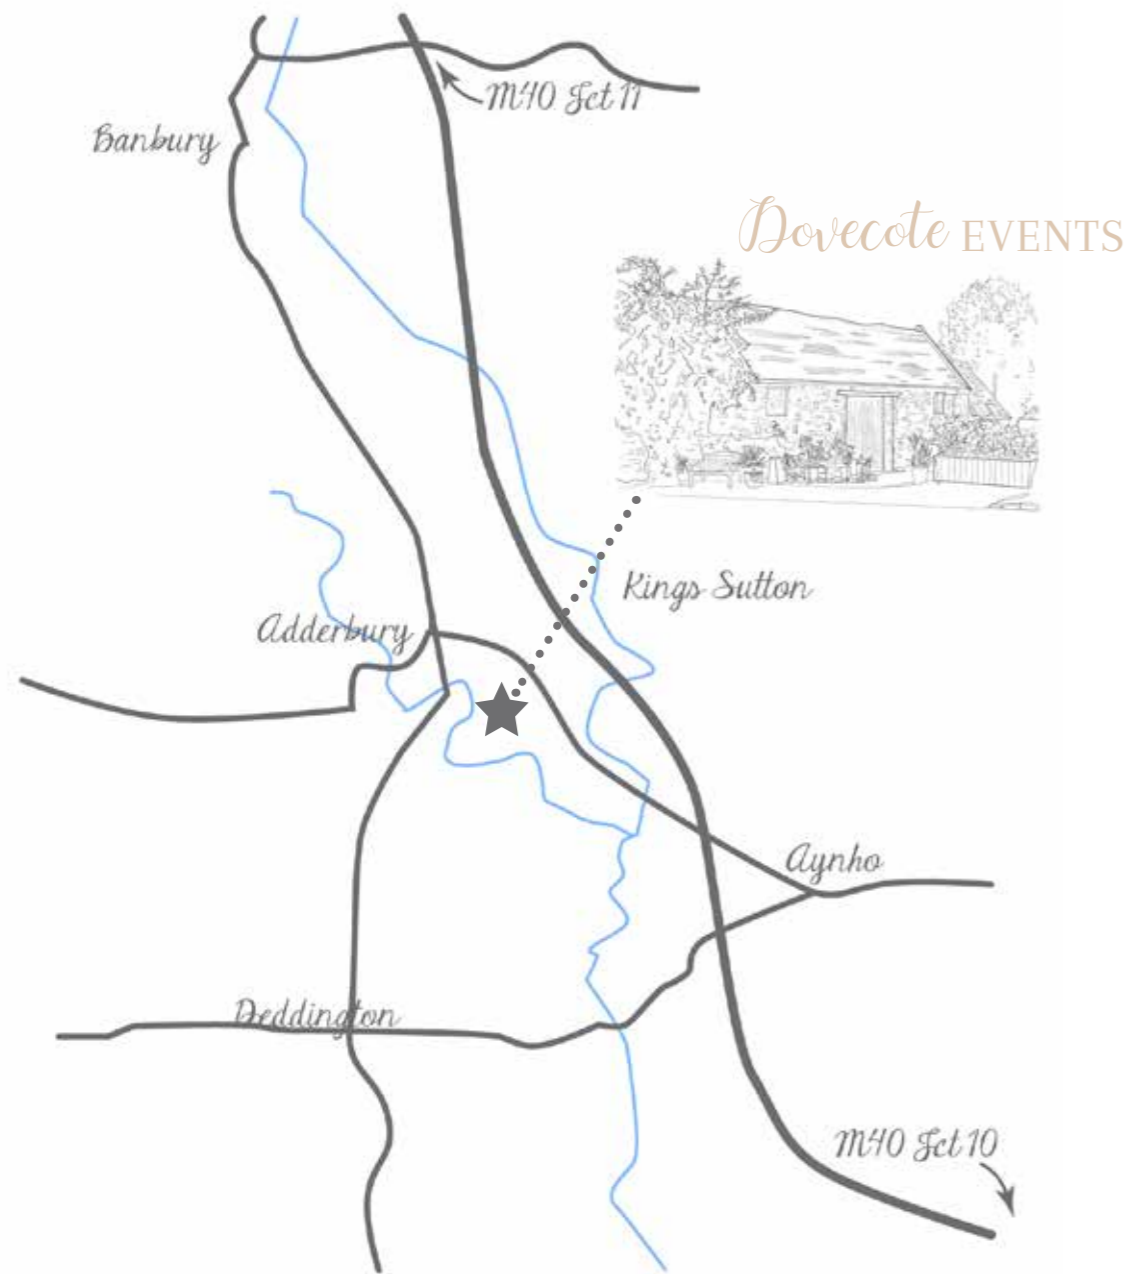 M40 Jct 11
Banbury
Dovecote EVENTS
Kings Sutton
Adderbury
Aynho
Deddington
M40 Jct 10